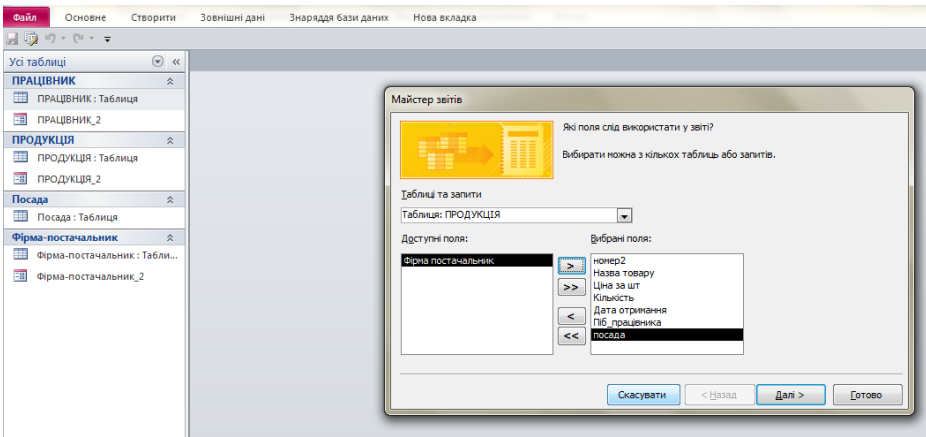 Файл Основне Створити Зовнішні дані Знаряддя бази даних Нова вкладка
Усі таблиці
ПРАЦІВНИК
ПРАЦІВНИК : Таблиця
ПРАЦІВНИК_2
ПРОДУКЦІЯ
ПРОДУКЦІЯ : Таблиця
ПРОДУКЦІЯ_2
Посада
Посада : Таблиця
Фірма-постачальник
Фірма-постачальник : Табли...
Фірма-постачальник_2
Майстер звітів
Які поля слід використати у звіті?
Вибирати можна з кількох таблиць або запитів.
Таблиці та запити
Таблиця: ПРОДУКЦІЯ
Доступні поля: Вибрані поля:
Фірма постачальник
>
>>
<
<<
номер2
Назва товару
Ціна за шт
Кількість
Дата отримання
Піб_працівника
посада
Скасувати < Назад Далі > Готово